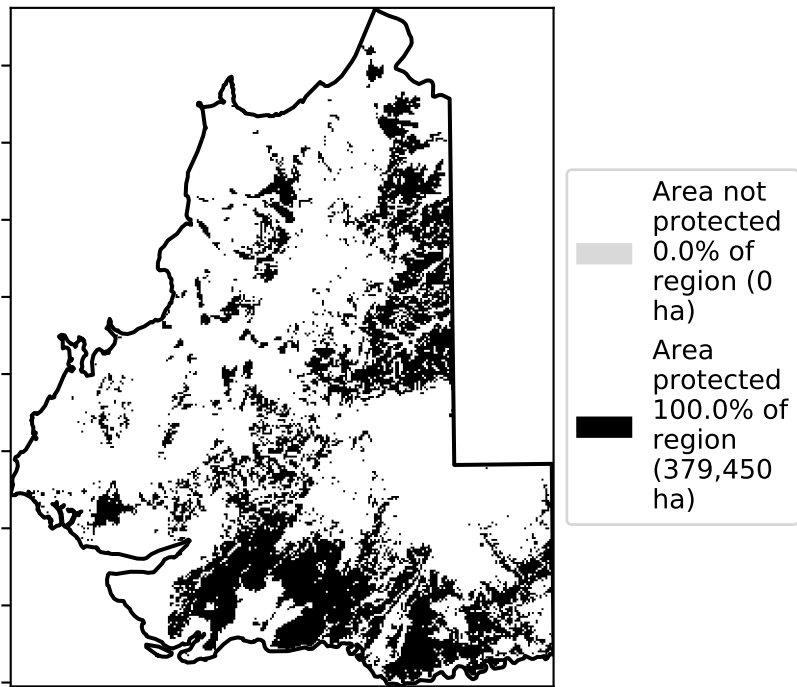 Area not
protected
0.0% of
region (0
ha)
Area
protected
100.0% of
region
(379,450
ha)